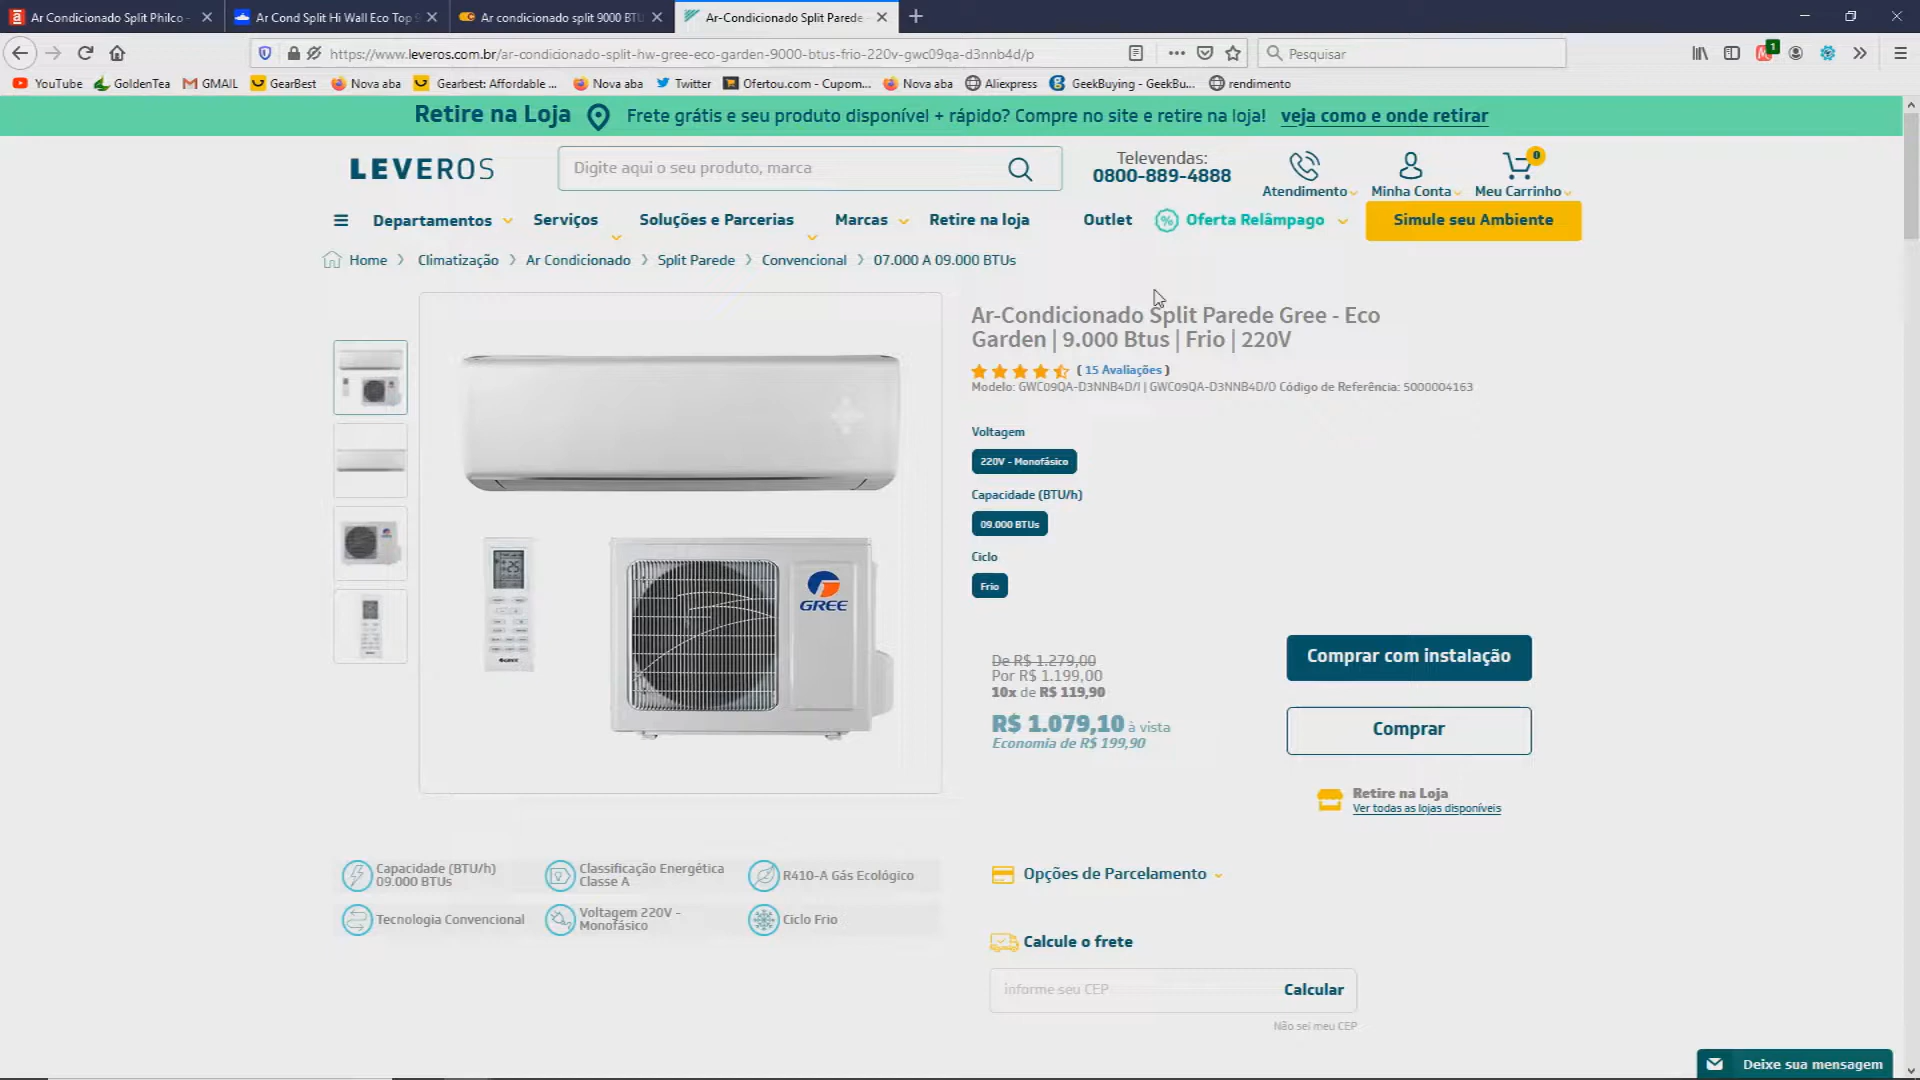 Ar Condicionado Split Philco -
Ar Cond Split Hi Wall Eco Top 9
Ar condicionado split 9000 BTU
Ar-Condicionado Split Parede
https://www.leveros.com.br/ar-condicionado-split-hw-gree-eco-garden-9000-btus-frio-220v-gwc09qa-d3nnb4d/p
Pesquisar
1
YouTube
GoldenTea
GMAIL
GearBest
Nova aba
Gearbest: Affordable ...
Nova aba
Twitter
Ofertou.com - Cupom...
Nova aba
Aliexpress
GeekBuying - GeekBu...
rendimento
Retire na Loja Frete grátis e seu produto disponível + rápido? Compre no site e retire na loja! veja como e onde retirar
LEVEROS
Digite aqui o seu produto, marca
Televendas:
0800-889-4888
Atendimento
Minha Conta
0
Meu Carrinho
Departamentos
Serviços
Soluções e Parcerias
Marcas
Retire na loja
Outlet
% Oferta Relâmpago
Simule seu Ambiente
Home > Climatização > Ar Condicionado > Split Parede > Convencional > 07.000 A 09.000 BTUs
Ar-Condicionado Split Parede Gree - Eco
Garden | 9.000 Btus | Frio | 220V
( 15 Avaliações )
Modelo: GWC09QA-D3NNB4D/I | GWC09QA-D3NNB4D/O Código de Referência: 5000004163
Voltagem
220V - Monofásico
Capacidade (BTU/h)
09.000 BTUs
Ciclo
Frio
25
GREE
GREE
De R$ 1.279,00
Por R$ 1.199,00
10x de R$ 119,90
R$ 1.079,10 à vista
Economia de R$ 199,90
Comprar com instalação
Comprar
Retire na Loja
Ver todas as lojas disponíveis
Capacidade (BTU/h)
09.000 BTUs
Classificação Energética
Classe A
R410-A Gás Ecológico
Tecnologia Convencional
Voltagem 220V -
Monofásico
Ciclo Frio
Opções de Parcelamento
Calcule o frete
informe seu CEP
Calcular
Não sei meu CEP
Deixe sua mensagem